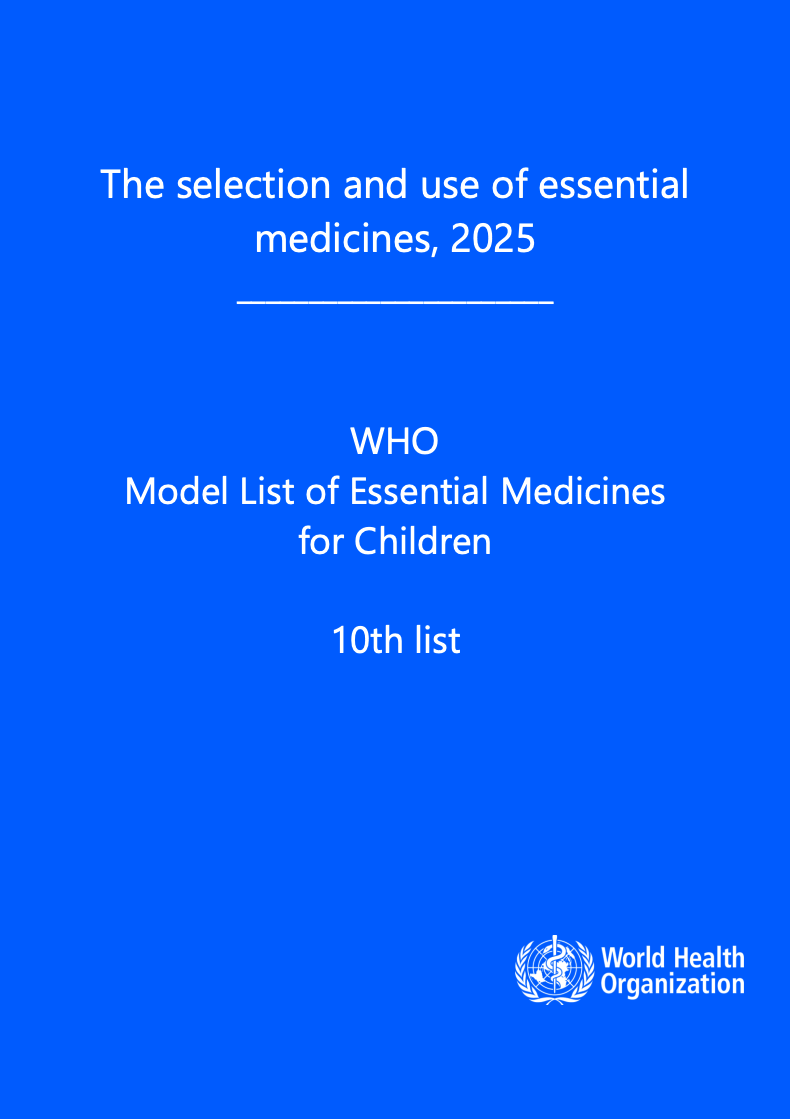 The selection and use of essential
medicines, 2025
WHO
Model List of Essential Medicines
for Children
10th list
World Health
Organization